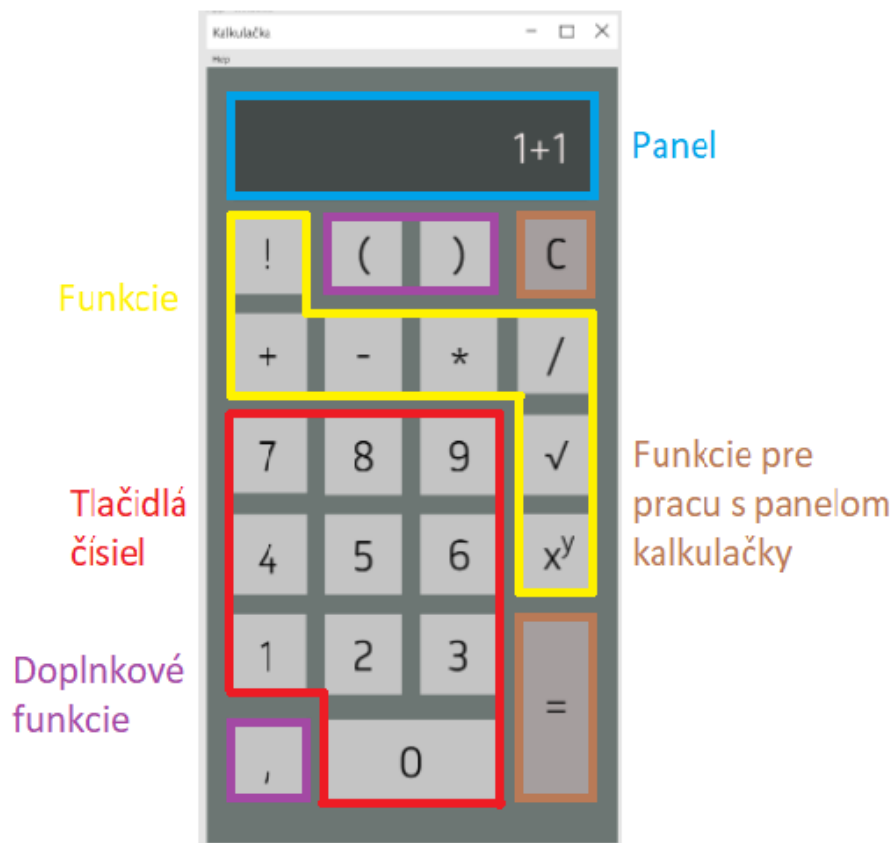 Kalkulačka
Hep
1+1
Panel
! ( ) C
Funkcie
+ - * /
7 8 9 √
Funkcie pre
pracu s panelom
kalkulačky
Tlačidlá
čísiel
4 5 6 xʸ
1 2 3
Doplnkové
funkcie
=
, 0